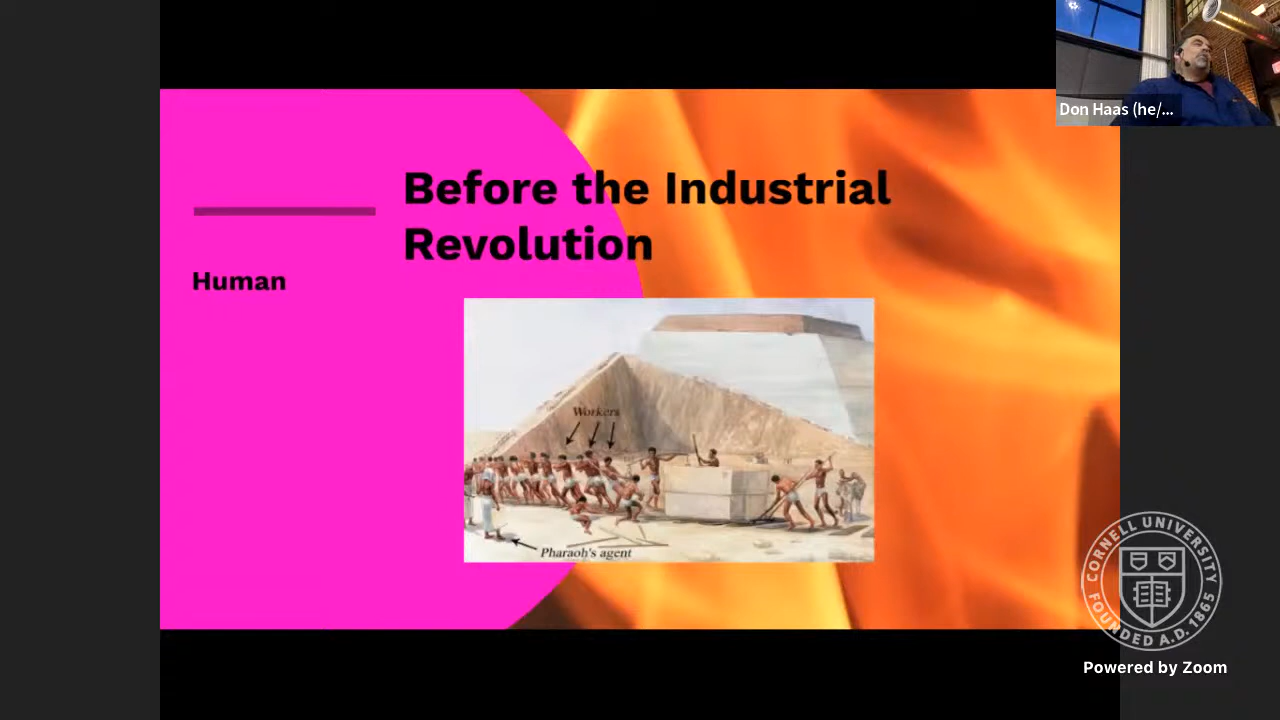 Don Haas (he/...
Before the Industrial
Revolution
Human
Workers
Pharaoh's agent
CORNELL UNIVERSITY
FOUNDED A.D. 1865
Powered by Zoom